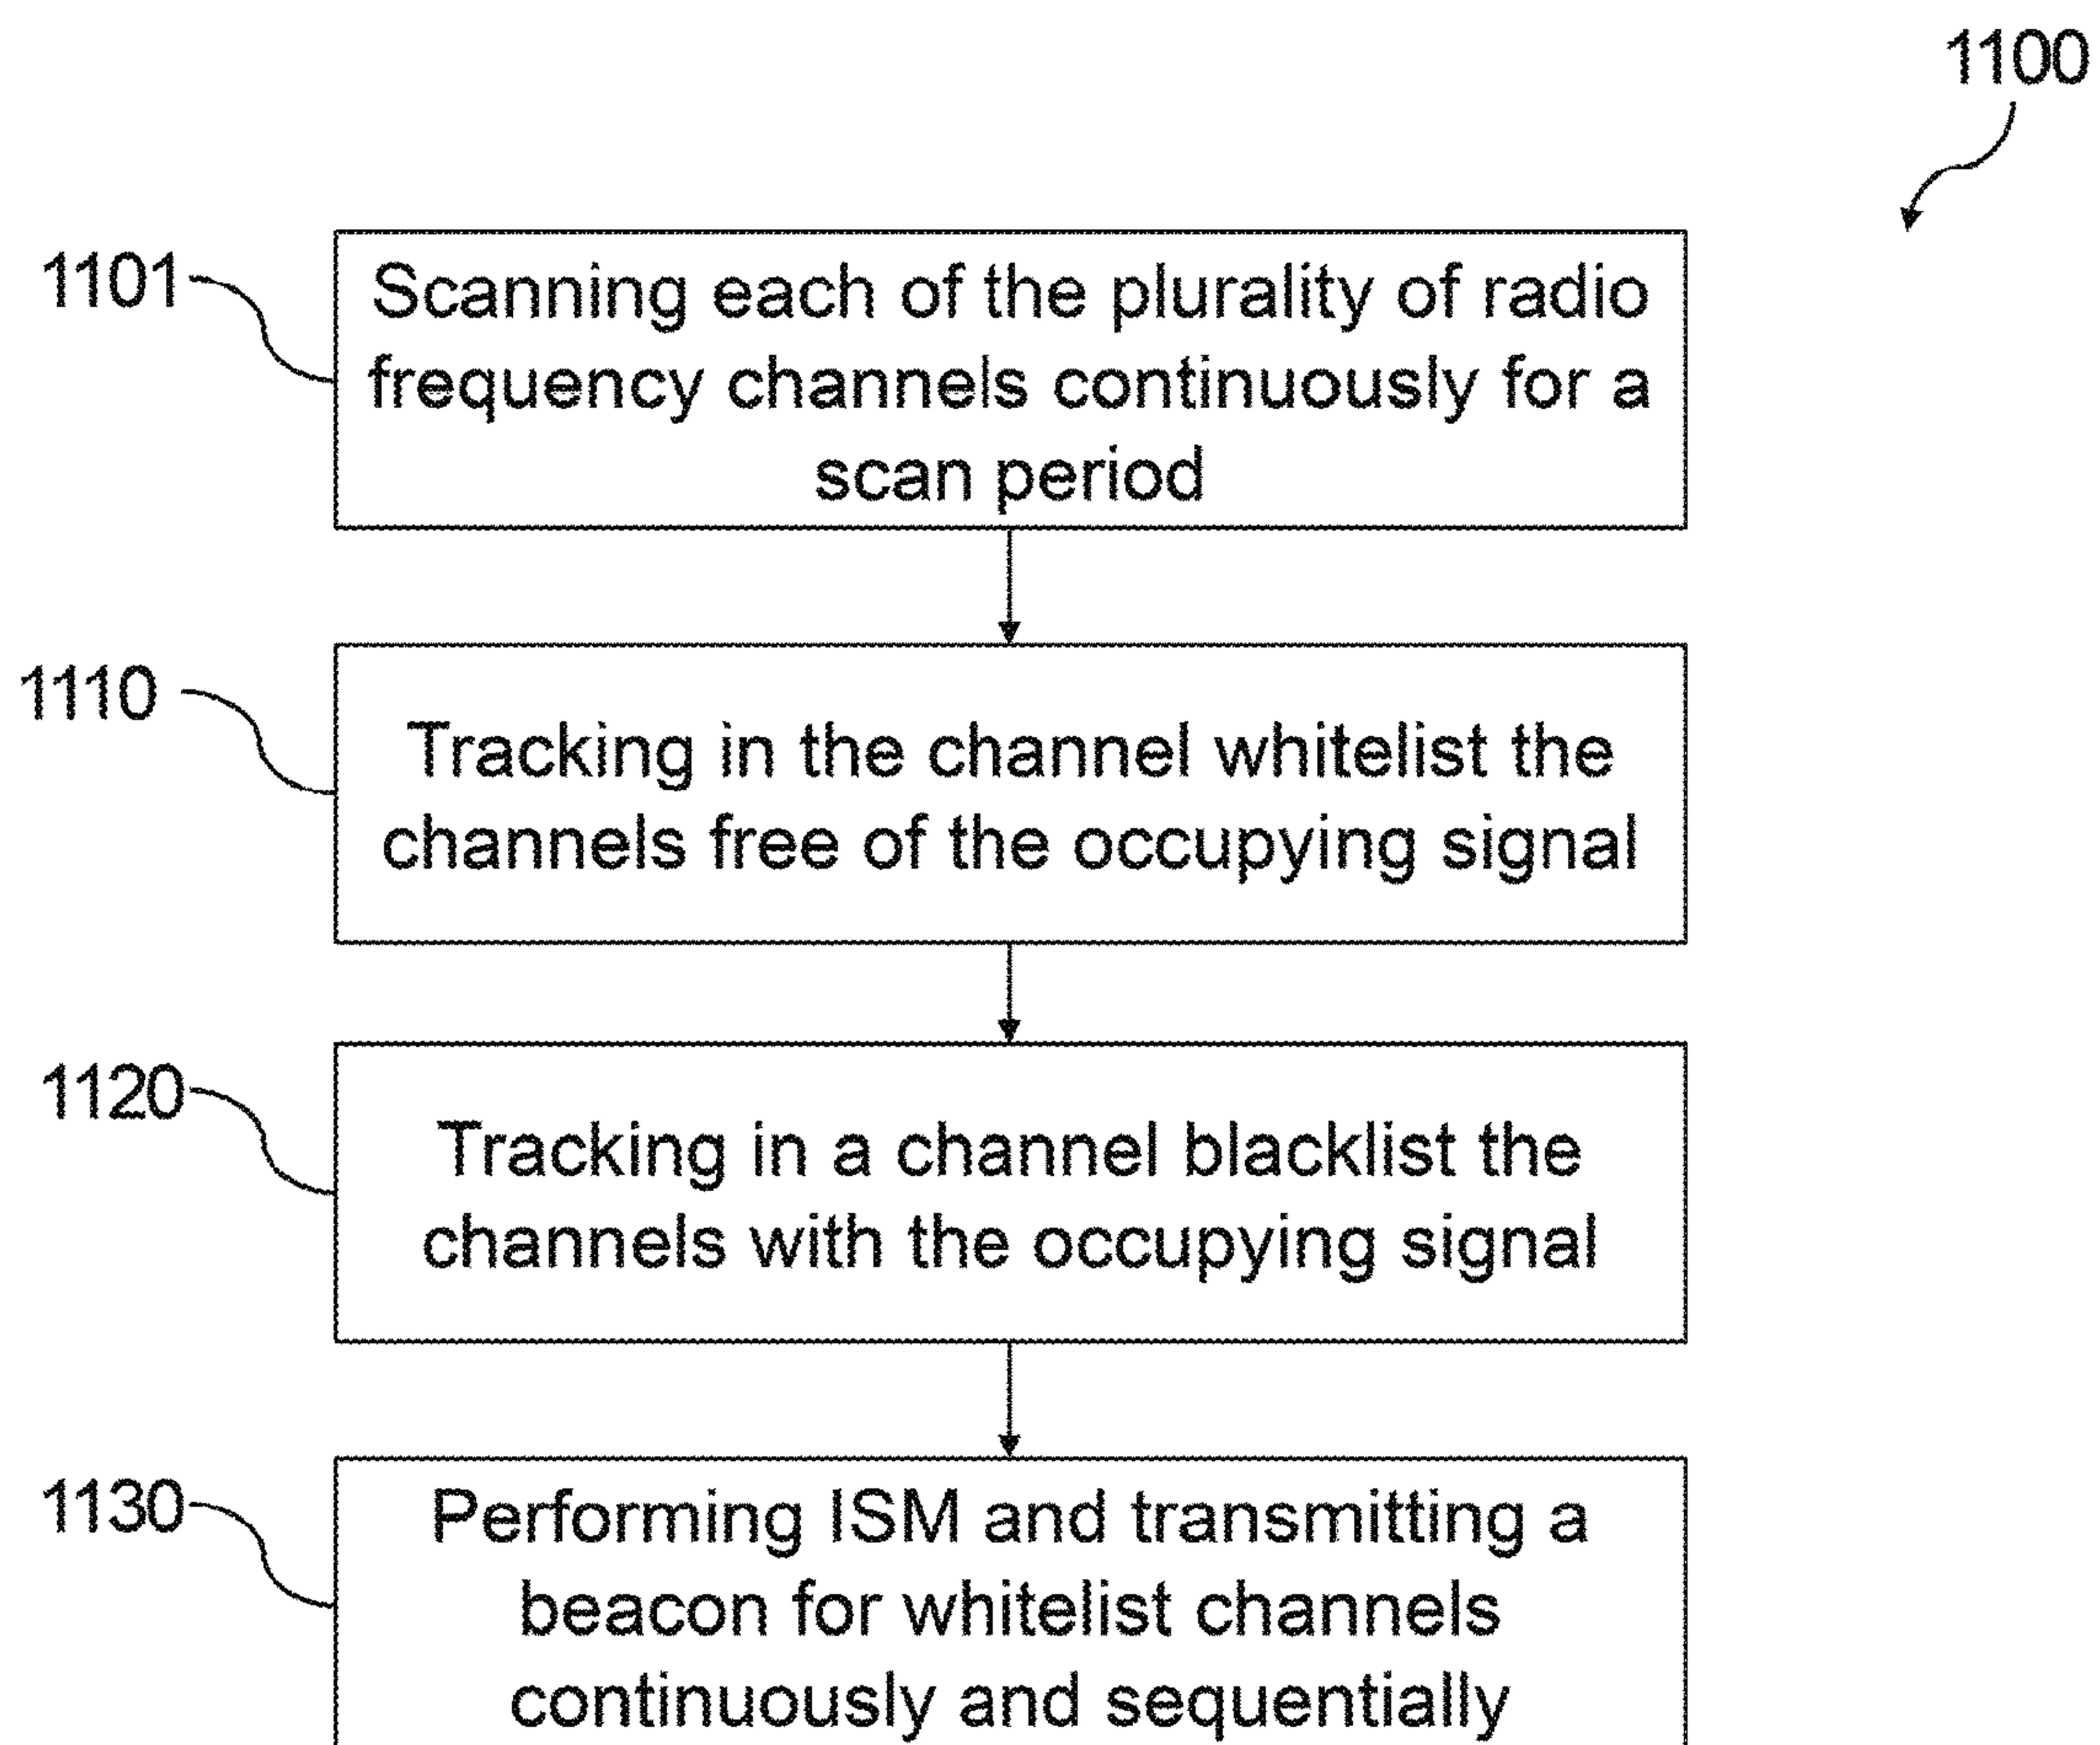 1100
1101
Scanning each of the plurality of radio
frequency channels continuously for a
scan period
1110
Tracking in the channel whitelist the
channels free of the occupying signal
1120
Tracking in a channel blacklist the
channels with the occupying signal
1130
Performing ISM and transmitting a
beacon for whitelist channels
continuously and sequentially